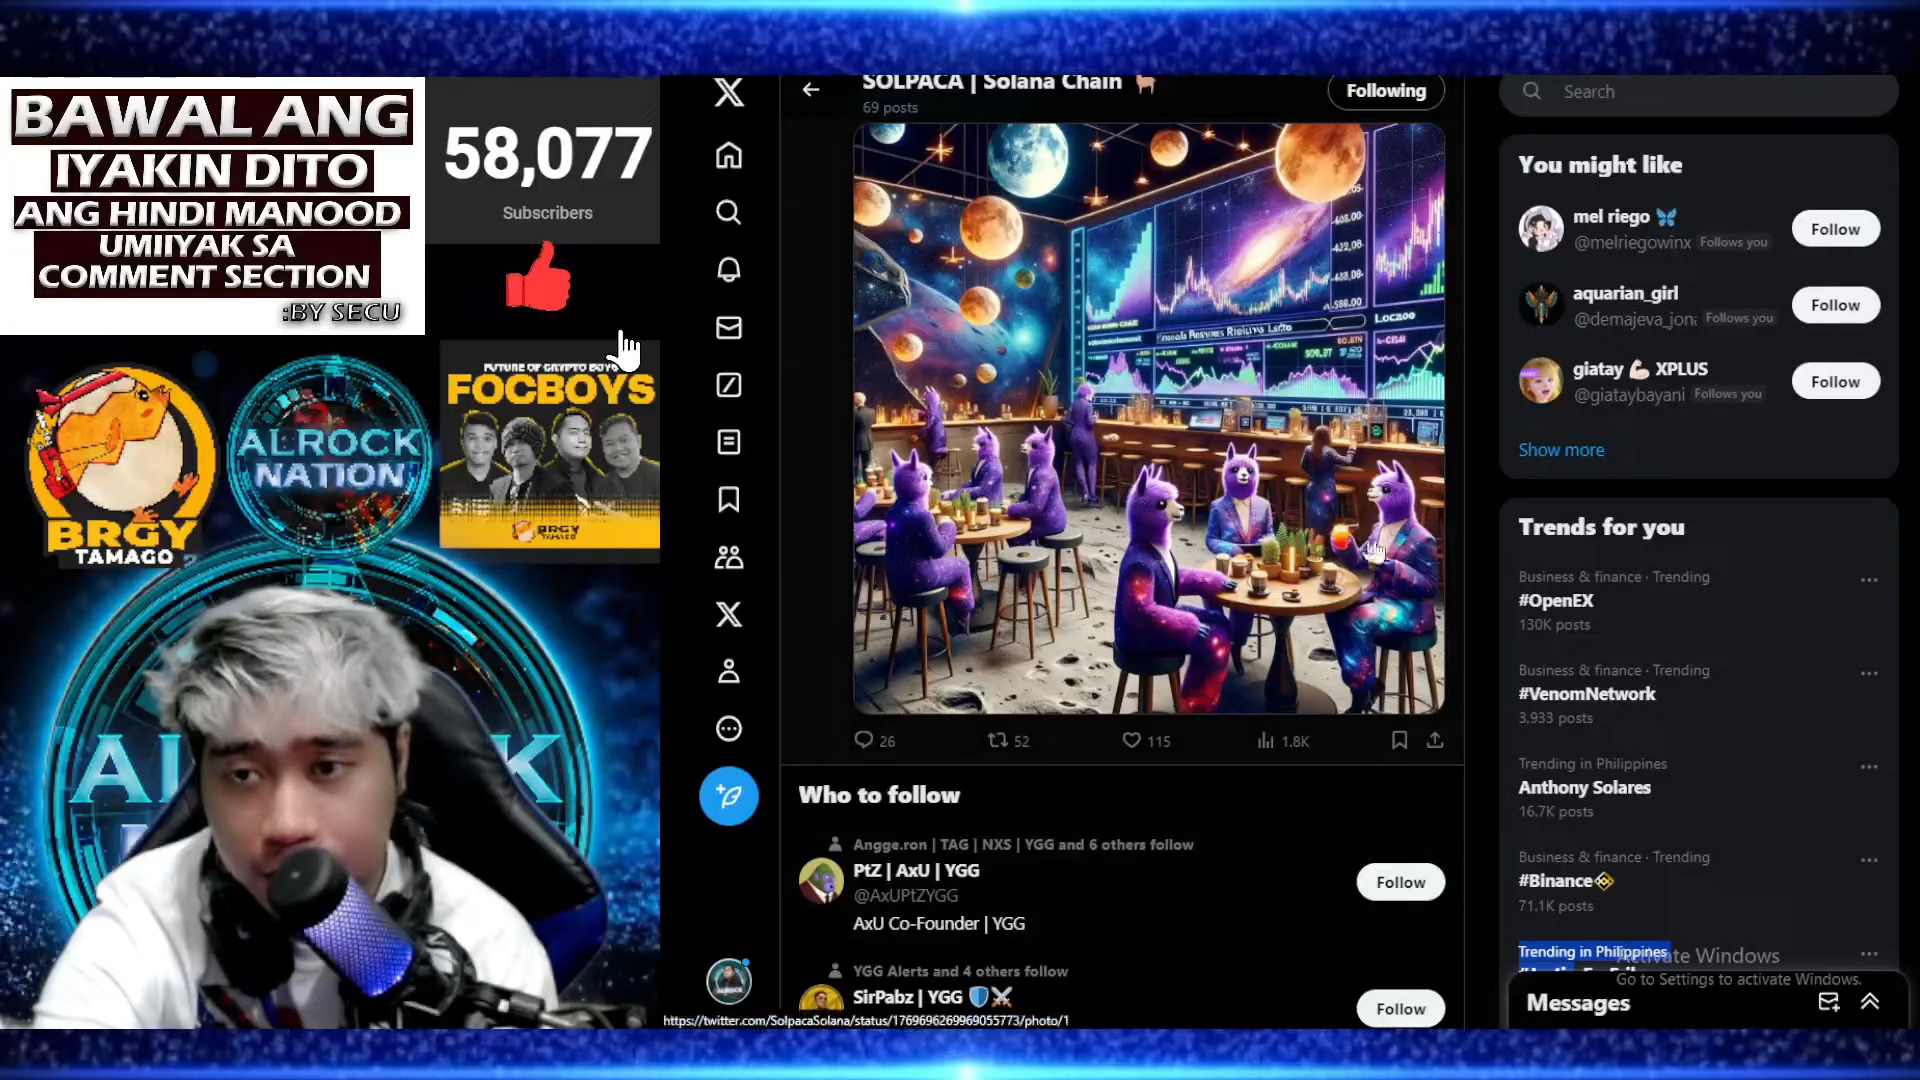 BAWAL ANG
IYAKIN DITO
ANG HINDI MANOOD
UMIIYAK SA
COMMENT SECTION
:BY SECU
58,077
Subscribers
BRGY
TAMAGO
ALROCK
NATION
FUTURE OF CRYPTO BOYS
FOCBOYS
BRGY
TAMAGO
SOLPACA | Solana Chain
69 posts
Following
Locaoo
26
52
115
1.8K
Who to follow
Angge.ron | TAG | NXS | YGG and 6 others follow
PtZ | AxU | YGG
@AxUPtZYGG
Follow
AxU Co-Founder | YGG
YGG Alerts and 4 others follow
SirPabz | YGG
Follow
https://twitter.com/SolpacaSolana/status/1769696269969055773/photo/1
Search
You might like
mel riego
@melriegowinx Follows you
Follow
aquarian_girl
@demajeva_jon Follows you
Follow
giatay XPLUS
@giataybayani Follows you
Follow
Show more
Trends for you
Business & finance · Trending
#OpenEX
130K posts
Business & finance · Trending
#VenomNetwork
3,933 posts
Trending in Philippines
Anthony Solares
16.7K posts
Business & finance · Trending
#Binance
71.1K posts
Trending in Philippines
Activate Windows
Go to Settings to activate Windows.
Messages